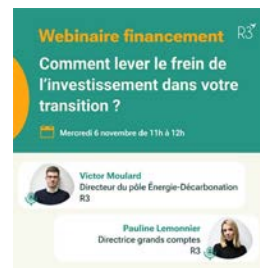 Webinaire financement
R3
Comment lever le frein de
l'investissement dans votre
transition ?
Mercredi 6 novembre de 11h à 12h
Victor Moulard
Directeur du pôle Énergie-Décarbonation
R3
Pauline Lemonnier
Directrice grands comptes
R3